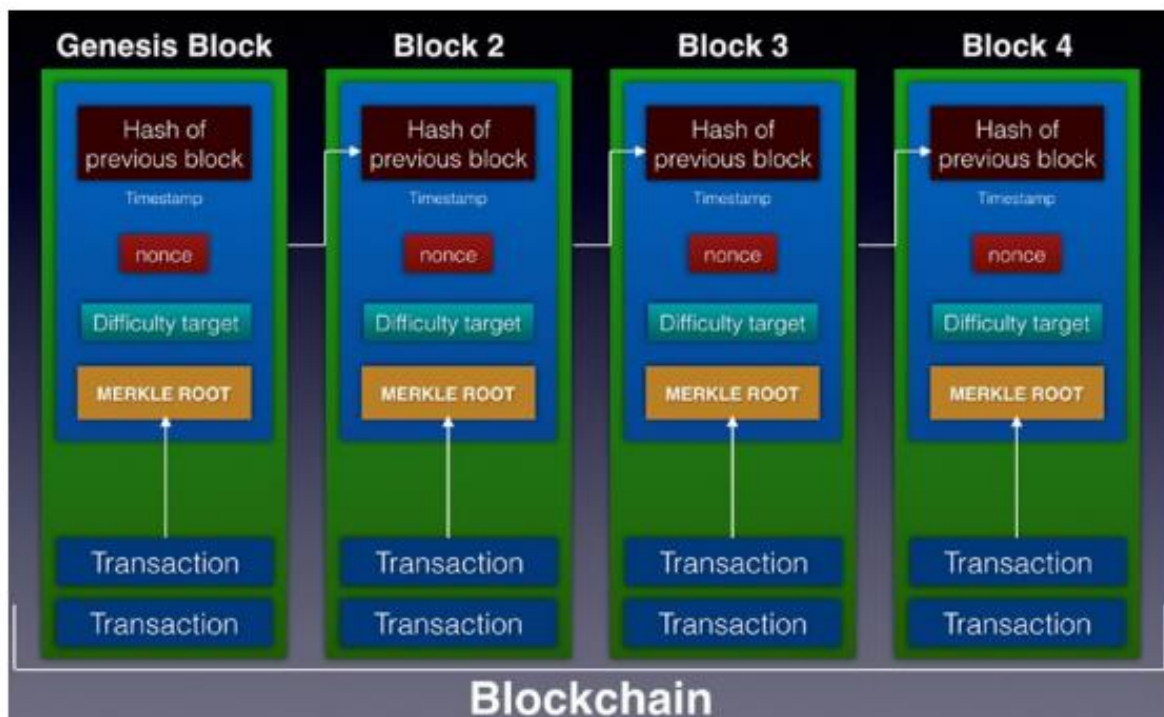 Genesis Block
Hash of
previous block
Timestamp
nonce
Difficulty target
MERKLE ROOT
Transaction
Transaction
Block 2
Hash of
previous block
Timestamp
nonce
Difficulty target
MERKLE ROOT
Transaction
Transaction
Block 3
Hash of
previous block
Timestamp
nonce
Difficulty target
MERKLE ROOT
Transaction
Transaction
Block 4
Hash of
previous block
Timestamp
nonce
Difficulty target
MERKLE ROOT
Transaction
Transaction
Blockchain